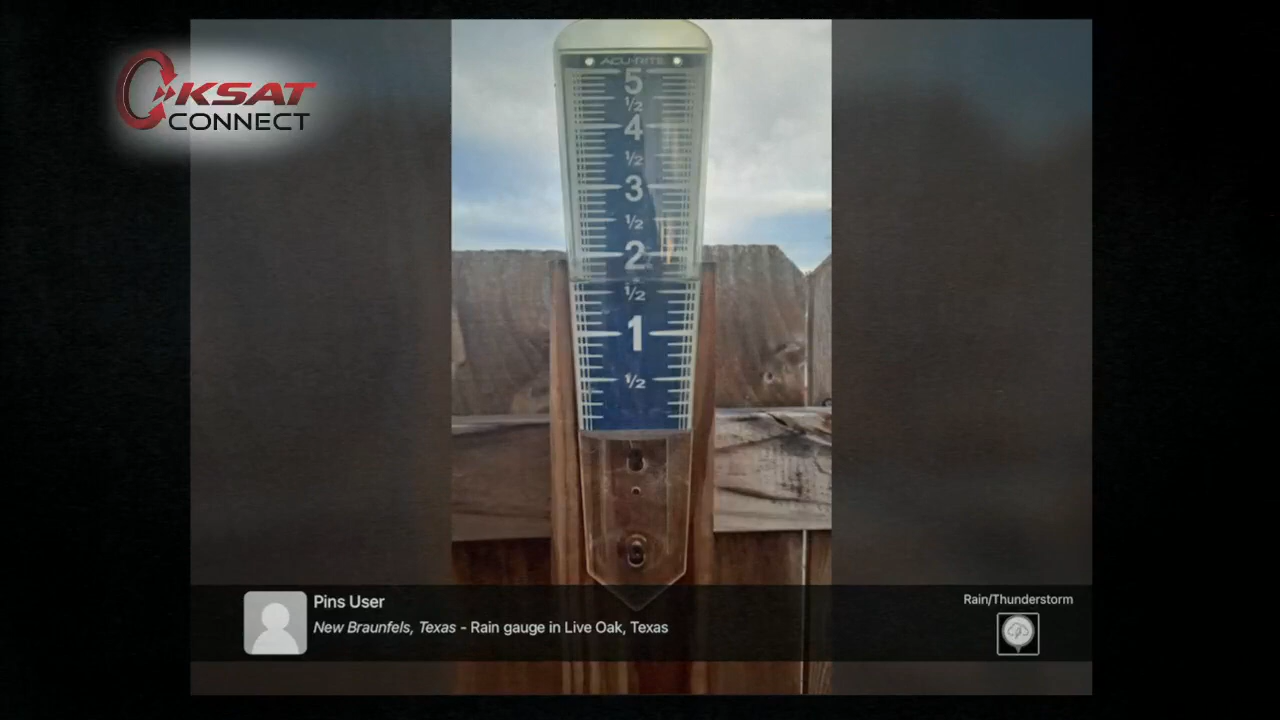 KSAT
CONNECT
ACU-RITE
5
1/2
4
1/2
3
1/2
2
1/2
1
1/2
Pins User
New Braunfels, Texas - Rain gauge in Live Oak, Texas
Rain/Thunderstorm